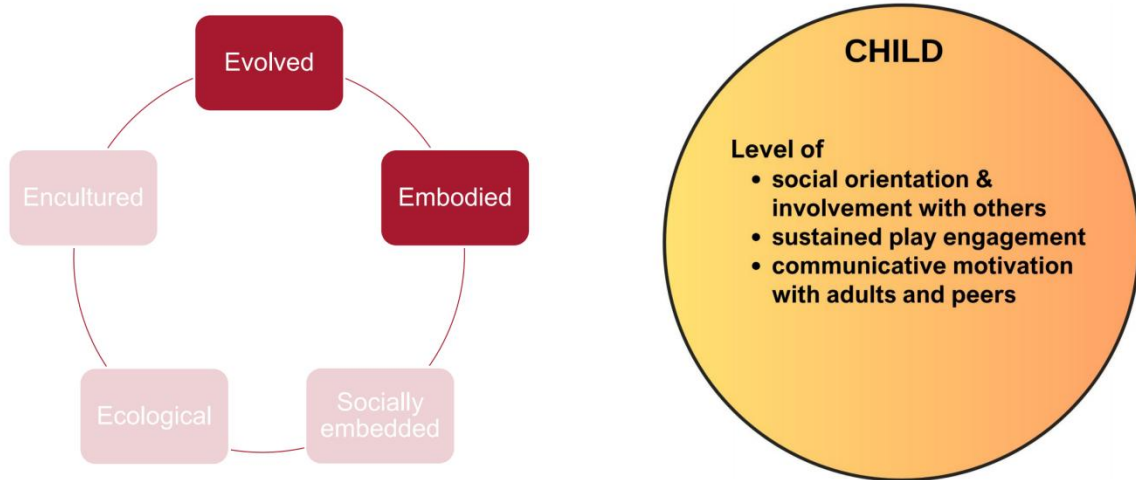 Evolved
Embodied
Socially
embedded
Ecological
Encultured
CHILD
Level of
• social orientation &
involvement with others
• sustained play engagement
• communicative motivation
with adults and peers